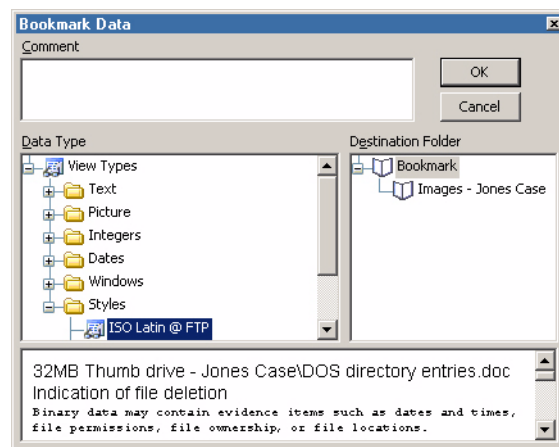 Bookmark Data
Comment
OK
Cancel
Data Type
Destination Folder
View Types
Text
Picture
Integers
Dates
Windows
Styles
ISO Latin @ FTP
Bookmark
Images - Jones Case
32MB Thumb drive - Jones Case\DOS directory entries.doc
Indication of file deletion
Binary data may contain evidence items such as dates and times,
file permissions, file ownership, or file locations.